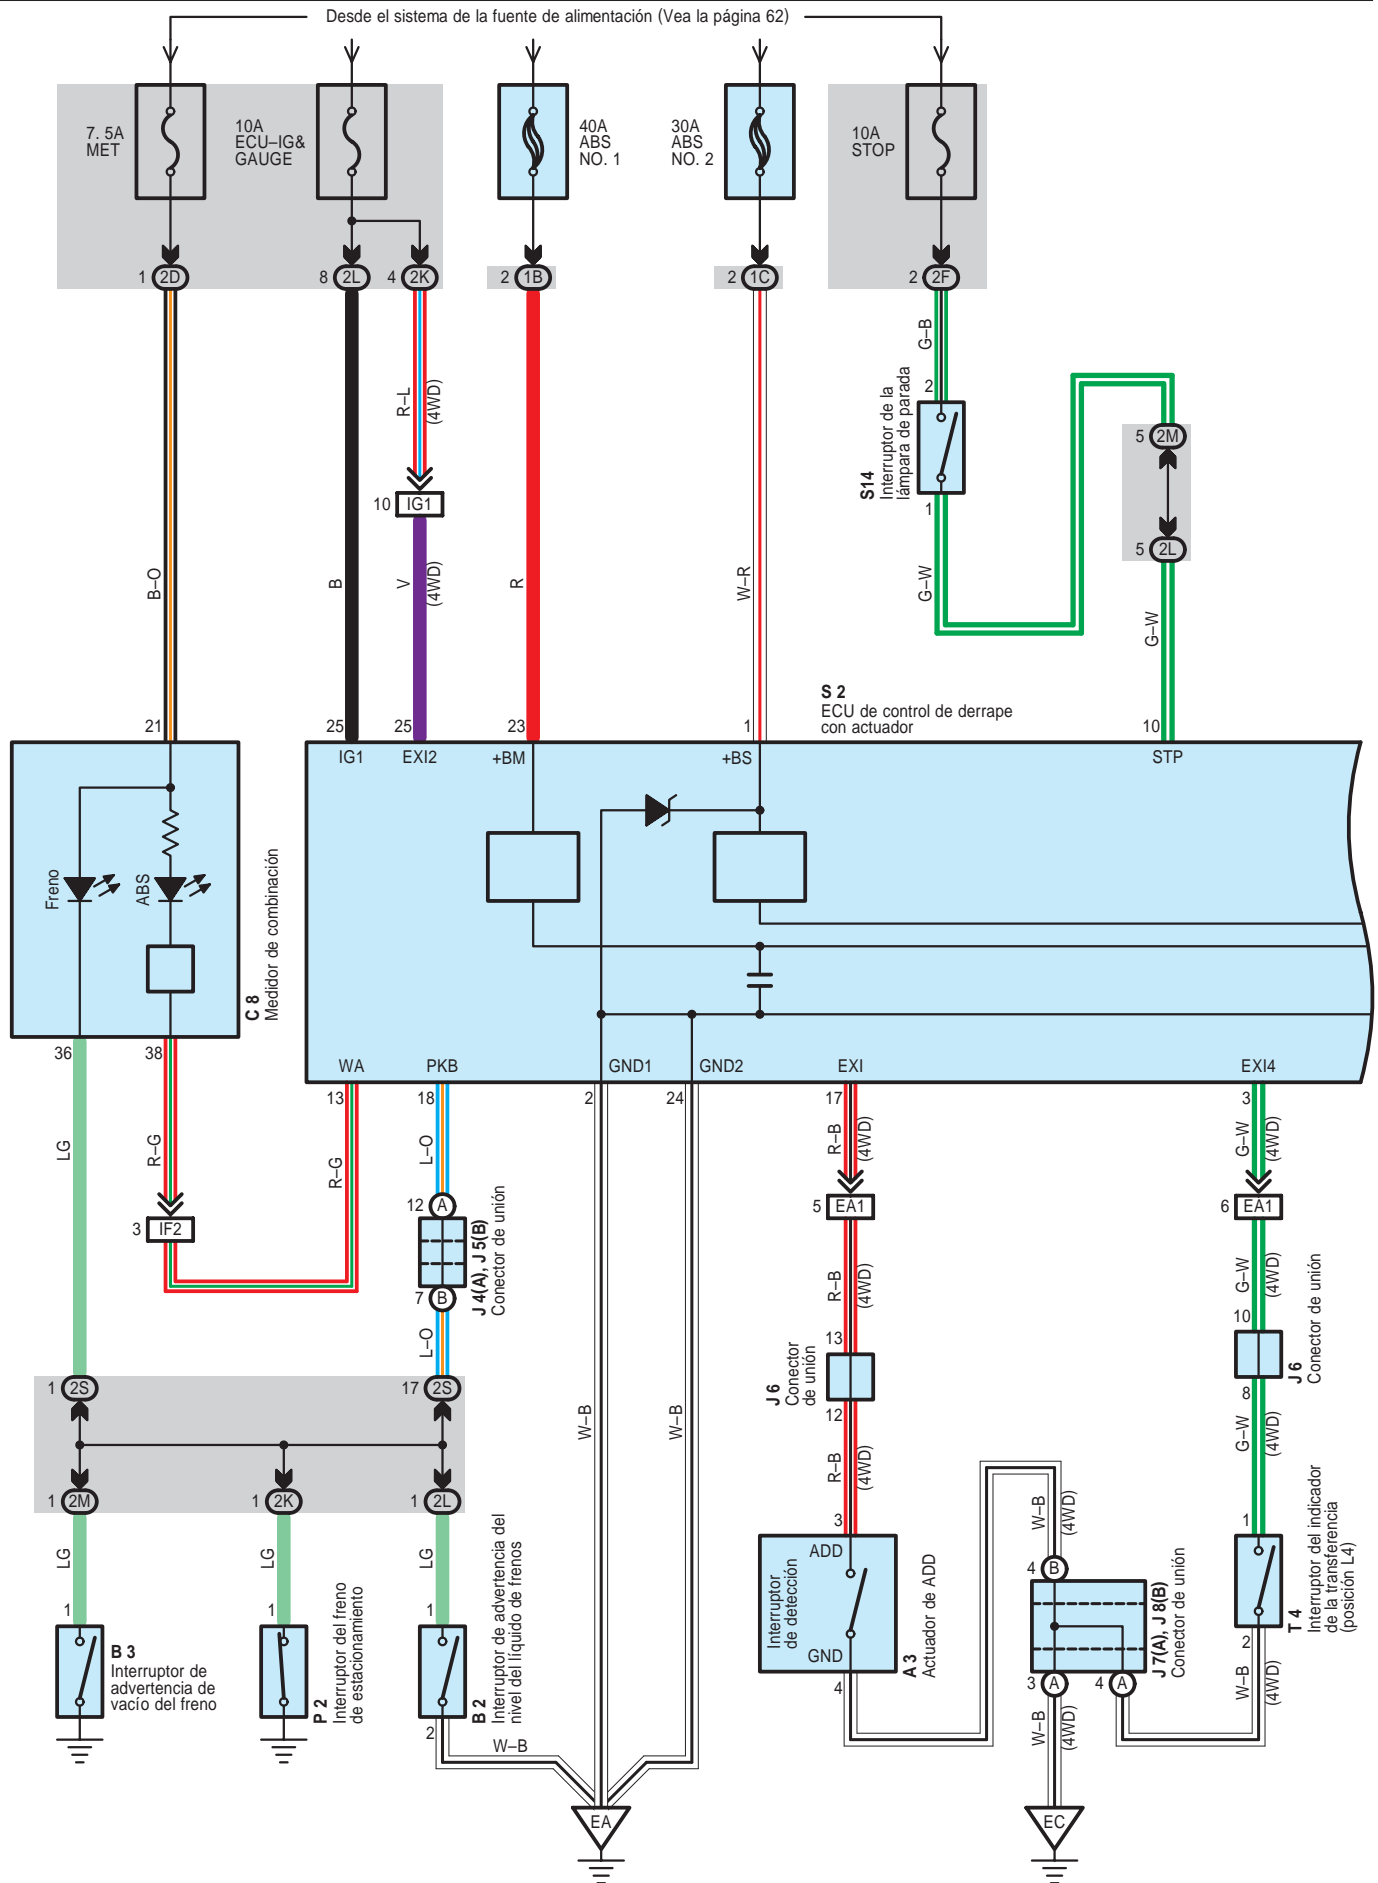 Desde el sistema de la fuente de alimentación (Vea la página 62)
7. 5A
MET
10A
ECU–IG&
GAUGE
40A
ABS
NO. 1
30A
ABS
NO. 2
10A
STOP
1 2D
8 2L
4 2K
2 1B
2 1C
2 2F
B–O
B
R–L
(4WD)
10 IG1
V
(4WD)
R
W–R
G–B
2
S14
Interruptor de la
lámpara de parada
1
G–W
5 2M
5 2L
G–W
S 2
ECU de control de derrape
con actuador
21
25
25
23
1
10
IG1
EXI2
+BM
+BS
STP
Freno
ABS
C 8
Medidor de combinación
36
38
WA
PKB
GND1
GND2
EXI
EXI4
13
18
2
24
17
3
LG
R–G
3 IF2
R–G
L–O
12 A
J 4(A), J 5(B)
Conector de unión
7 B
L–O
R–B
(4WD)
5 EA1
R–B
(4WD)
13
J 6
Conector
de unión
12
R–B
(4WD)
G–W
(4WD)
6 EA1
G–W
(4WD)
10
J 6
Conector de unión
8
G–W
(4WD)
1 2S
17 2S
1 2M
1 2K
1 2L
W–B
W–B
LG
LG
LG
1
1
1
B 3
Interruptor de
advertencia de
vacío del freno
P 2
Interruptor del freno
de estacionamiento
B 2
Interruptor de advertencia del
nivel del líquido de frenos
2
W–B
3
ADD
Interruptor
de detección
GND
4
A 3
Actuador de ADD
W–B
(4WD)
4 B
J 7(A), J 8(B)
Conector de unión
3 A
4 A
W–B
(4WD)
1
T 4
Interruptor del indicador
de la transferencia
(posición L4)
2
W–B
(4WD)
EA
EC